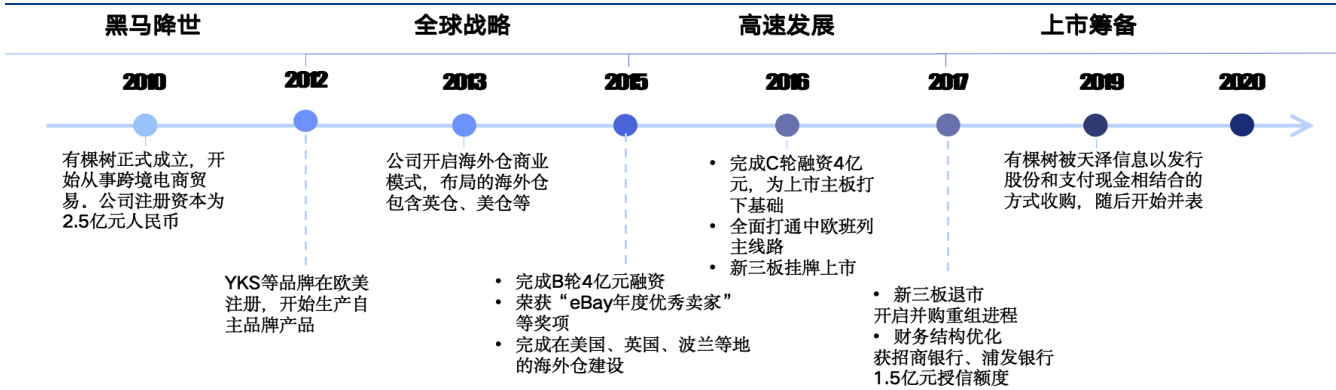 黑马降世
全球战略
高速发展
上市筹备
2010
2012
2013
2015
2016
2017
2019
2020
有棵树正式成立，开
始从事跨境电商贸
易。公司注册资本为
2.5亿元人民币
YKS等品牌在欧美
注册，开始生产自
主品牌产品
公司开启海外仓商业
模式，布局的海外仓
包含英仓、美仓等
• 完成B轮4亿元融资
• 荣获“eBay年度优秀卖家”
等奖项
• 完成在美国、英国、波兰等地
的海外仓建设
• 完成C轮融资4亿
元，为上市主板打
下基础
• 全面打通中欧班列
主线路
• 新三板挂牌上市
• 新三板退市
开启并购重组进程
• 财务结构优化
获招商银行、浦发银行
1.5亿元授信额度
有棵树被天泽信息以发行
股份和支付现金相结合的
方式收购，随后开始并表